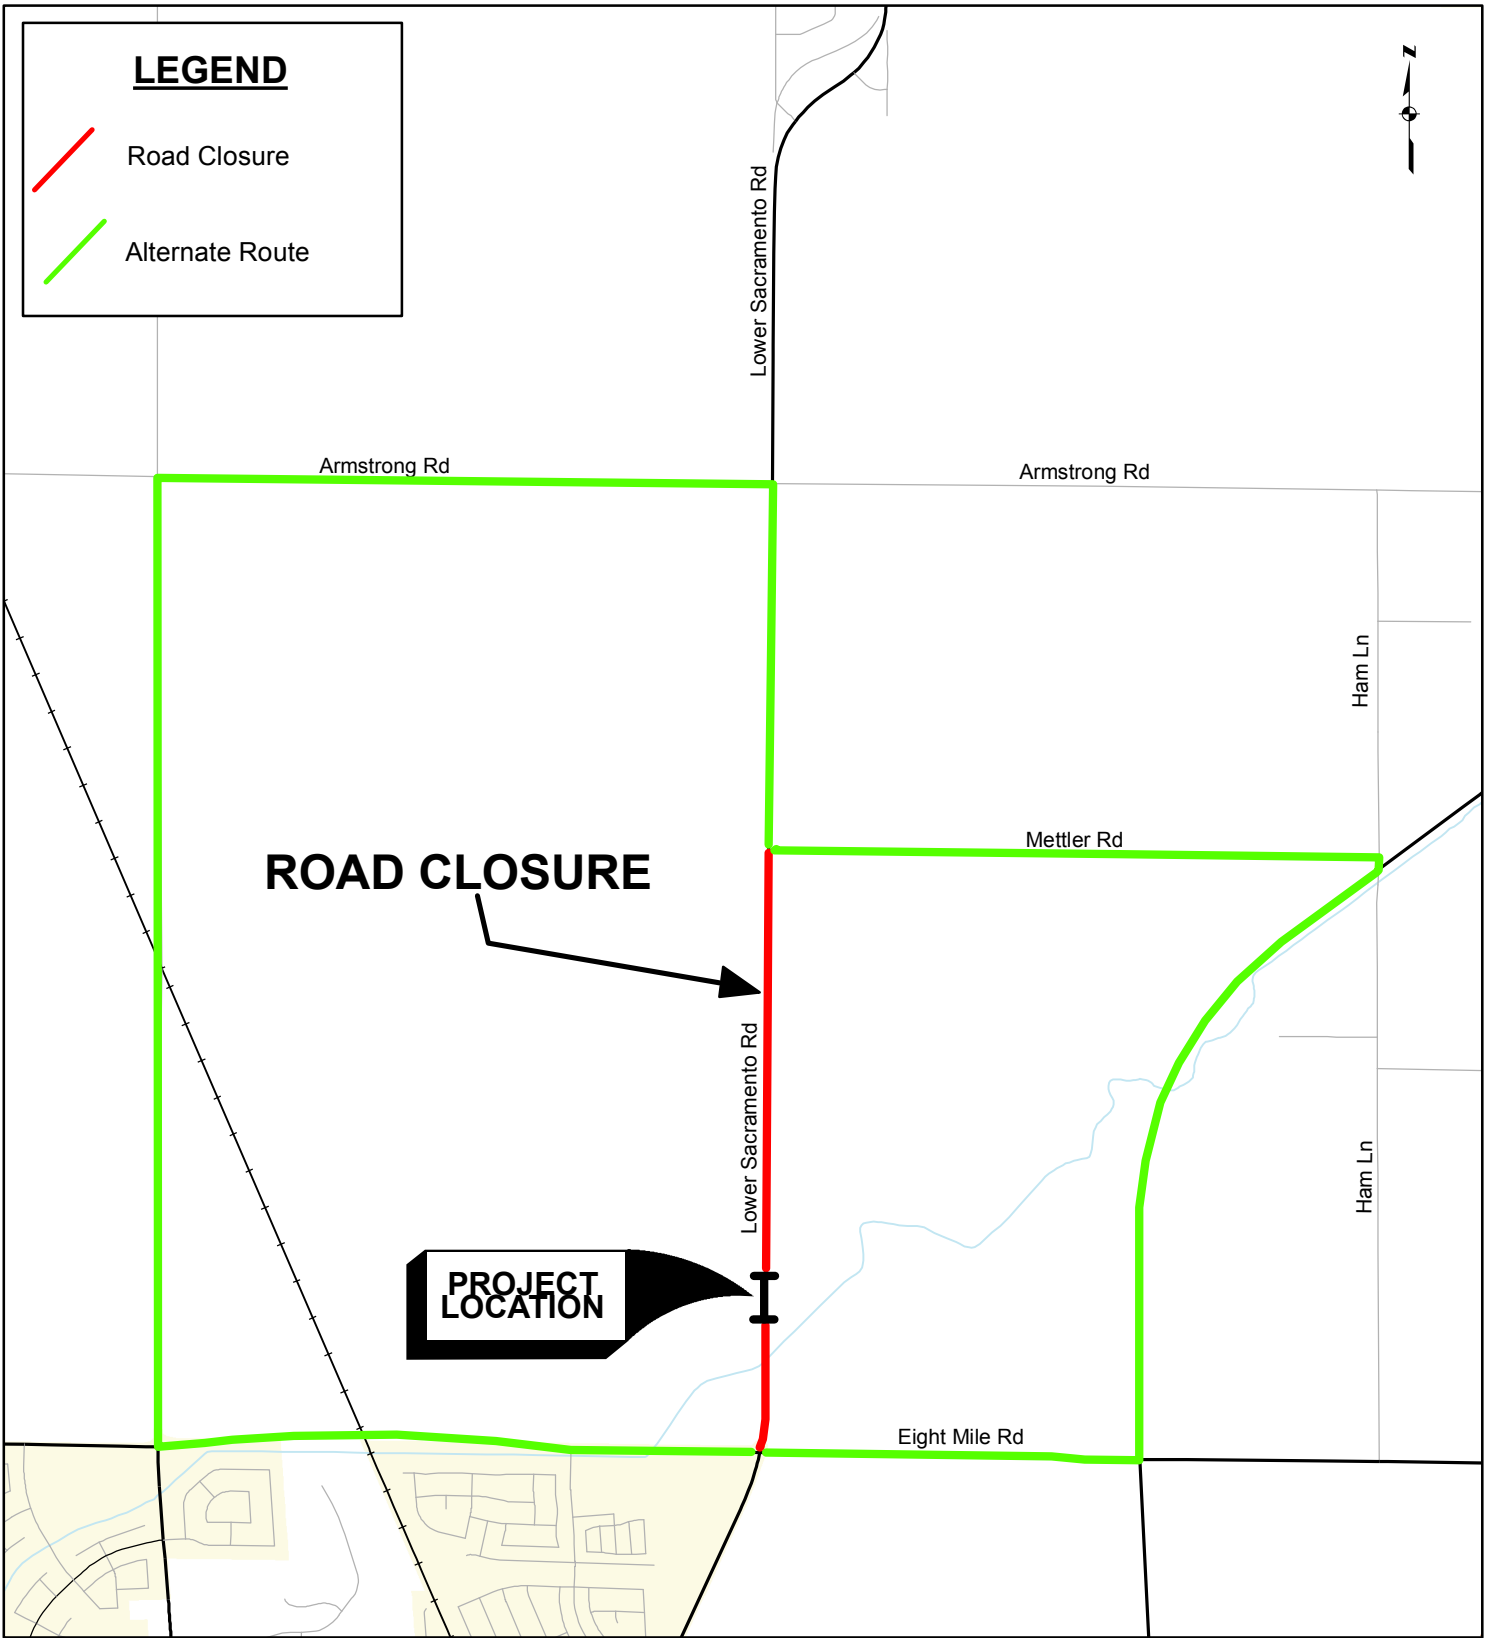 LEGEND
Road Closure
Alternate Route
N
Lower Sacramento Rd
Armstrong Rd
Armstrong Rd
Ham Ln
Mettler Rd
ROAD CLOSURE
Lower Sacramento Rd
Ham Ln
PROJECT
LOCATION
Eight Mile Rd